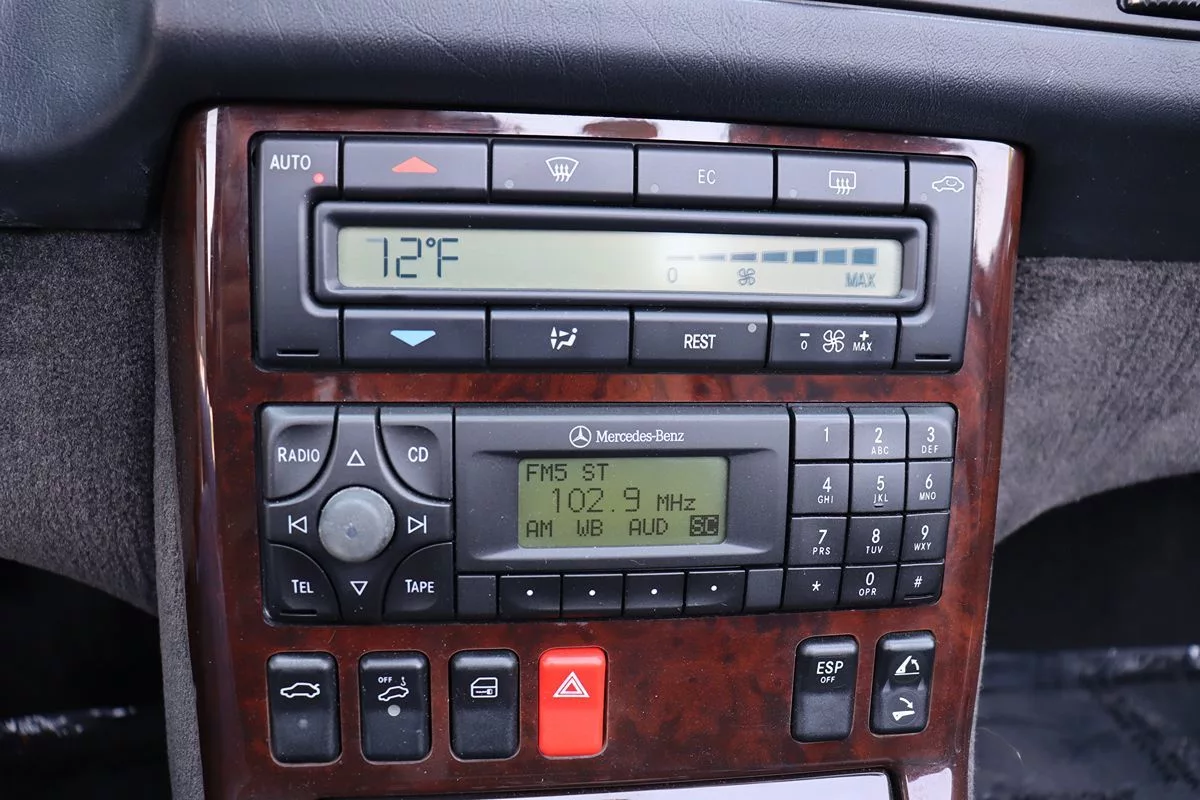 AUTO
EC
72°F
0 MAX
REST
0 MAX
Mercedes-Benz
RADIO
CD
TEL
TAPE
FM5 ST
102.9 MHz
AM WB AUD SC
1 2 3
ABC DEF
4 5 6
GHI JKL MNO
7 8 9
PRS TUV WXY
* 0 #
OPR
OFF
ESP
OFF